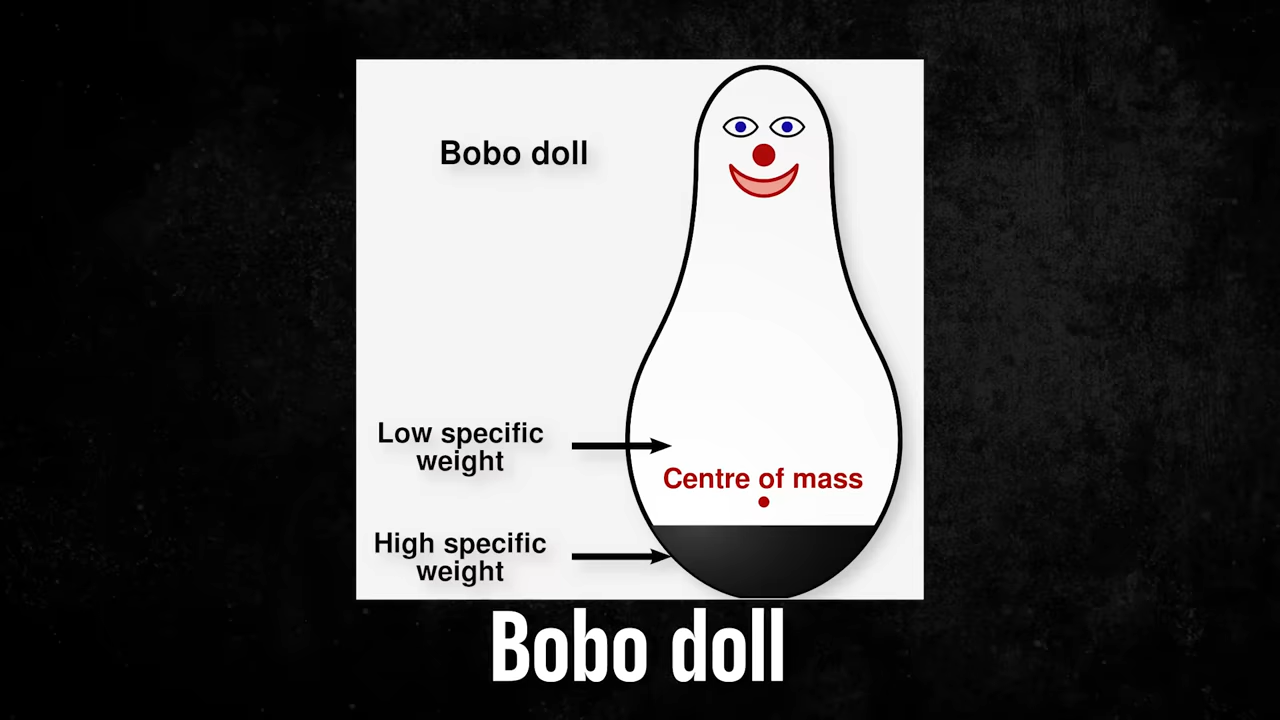 Bobo doll
Low specific
weight
Centre of mass
High specific
weight
Bobo doll